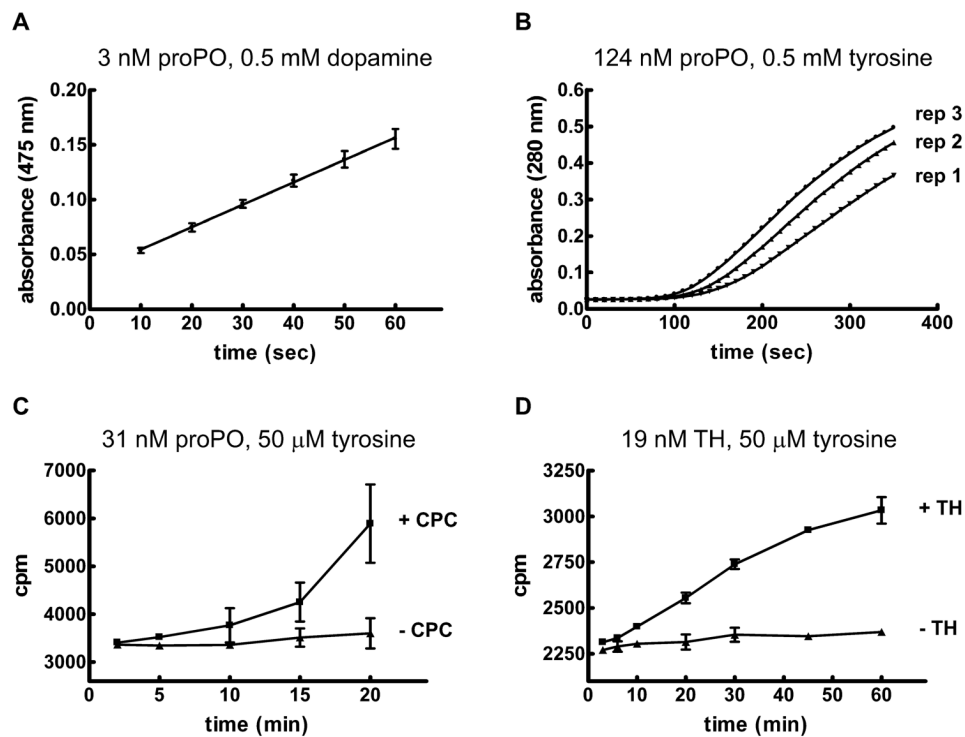 A
3 nM proPO, 0.5 mM dopamine
absorbance (475 nm)
0.20
0.15
0.10
0.05
0.00
0 10 20 30 40 50 60
time (sec)
B
124 nM proPO, 0.5 mM tyrosine
absorbance (280 nm)
0.6
0.5
0.4
0.3
0.2
0.1
0.0
rep 3
rep 2
rep 1
0 100 200 300 400
time (sec)
C
31 nM proPO, 50 μM tyrosine
cpm
7000
6000
5000
4000
3000
+ CPC
- CPC
5 10 15 20
time (min)
D
19 nM TH, 50 μM tyrosine
cpm
3250
3000
2750
2500
2250
+ TH
- TH
0 10 20 30 40 50 60
time (min)